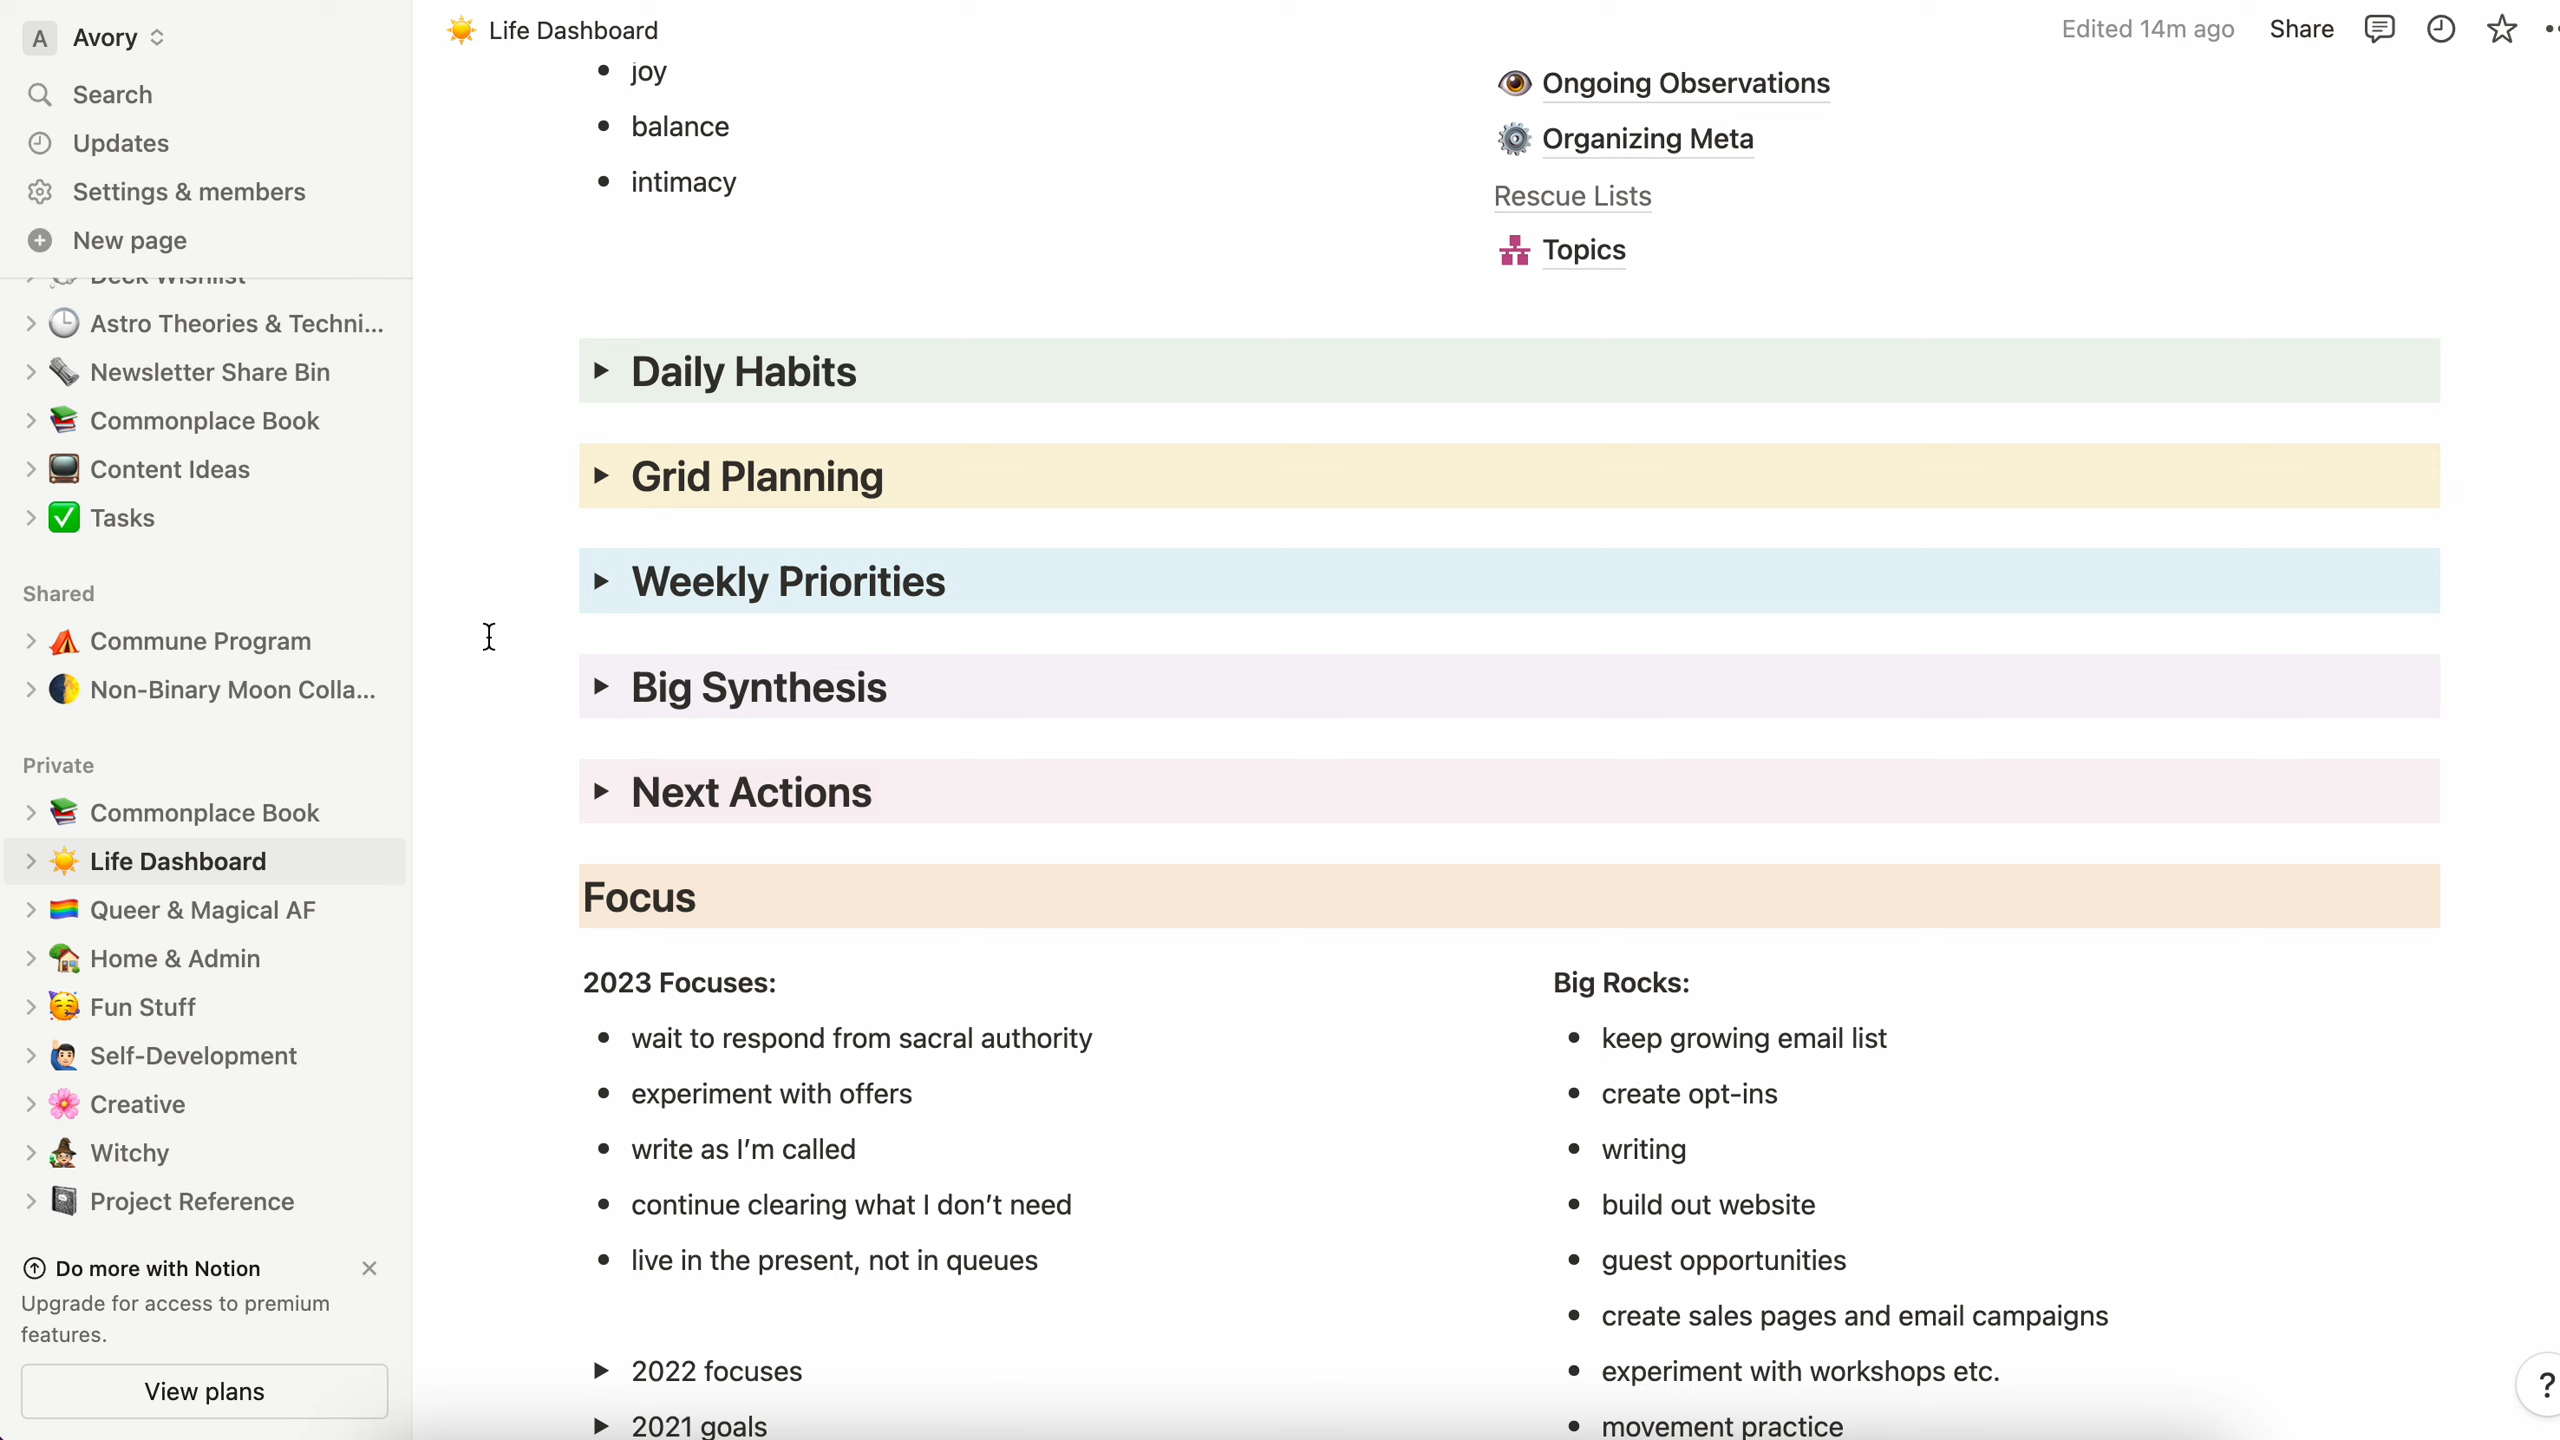 A Avory
Search
Updates
Settings & members
New page
Deck Wishlist
Astro Theories & Techni...
Newsletter Share Bin
Commonplace Book
Content Ideas
Tasks
Shared
Commune Program
Non-Binary Moon Colla...
Private
Commonplace Book
Life Dashboard
Queer & Magical AF
Home & Admin
Fun Stuff
Self-Development
Creative
Witchy
Project Reference
Do more with Notion
Upgrade for access to premium
features.
View plans
Life Dashboard
Edited 14m ago Share
joy
balance
intimacy
Ongoing Observations
Organizing Meta
Rescue Lists
Topics
Daily Habits
Grid Planning
Weekly Priorities
Big Synthesis
Next Actions
Focus
2023 Focuses:
wait to respond from sacral authority
experiment with offers
write as I'm called
continue clearing what I don't need
live in the present, not in queues
2022 focuses
2021 goals
Big Rocks:
keep growing email list
create opt-ins
writing
build out website
guest opportunities
create sales pages and email campaigns
experiment with workshops etc.
movement practice
?